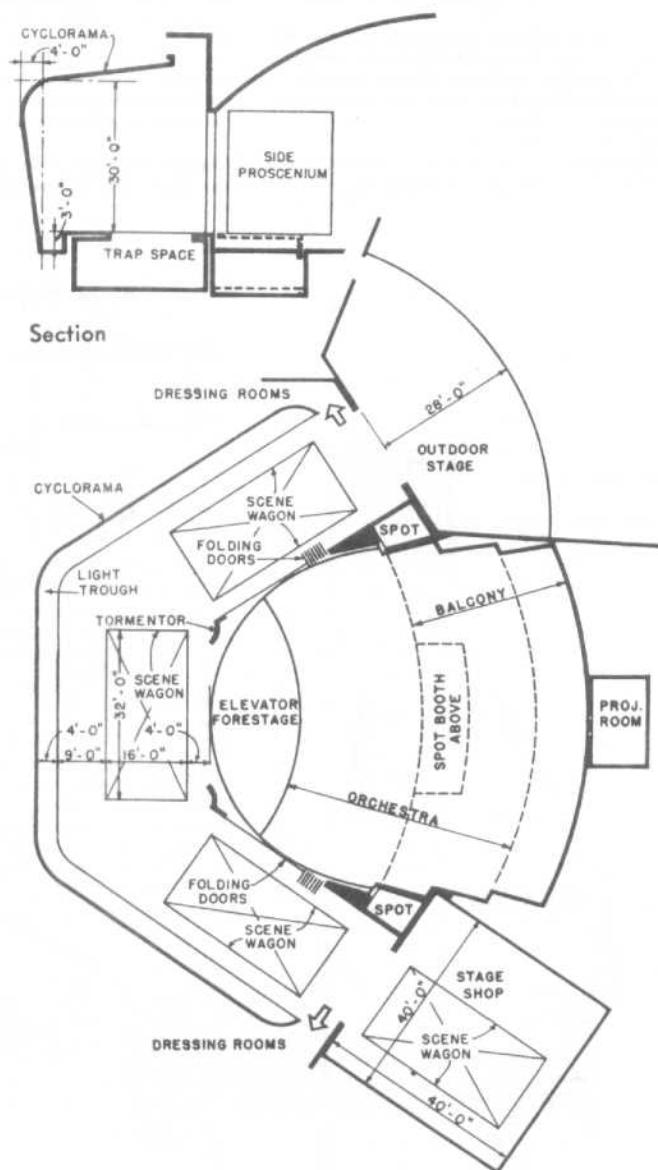 CYCLORAMA
4'-0"
30'-0"
3'-0"
SIDE
PROSCENIUM
TRAP SPACE
Section
DRESSING ROOMS
28'-0"
OUTDOOR
STAGE
CYCLORAMA
SCENE
WAGON
FOLDING
DOORS
SPOT
LIGHT
TROUGH
BALCONY
TORMENTOR
SCENE
WAGON
32'-0"
ELEVATOR
FORESTAGE
SPOT BOOTH
ABOVE
PROJ.
ROOM
4'-0"
9'-0"
16'-0"
4'-0"
ORCHESTRA
FOLDING
DOORS
SCENE
WAGON
SPOT
STAGE
SHOP
40'-0"
SCENE
WAGON
DRESSING ROOMS
40'-0"